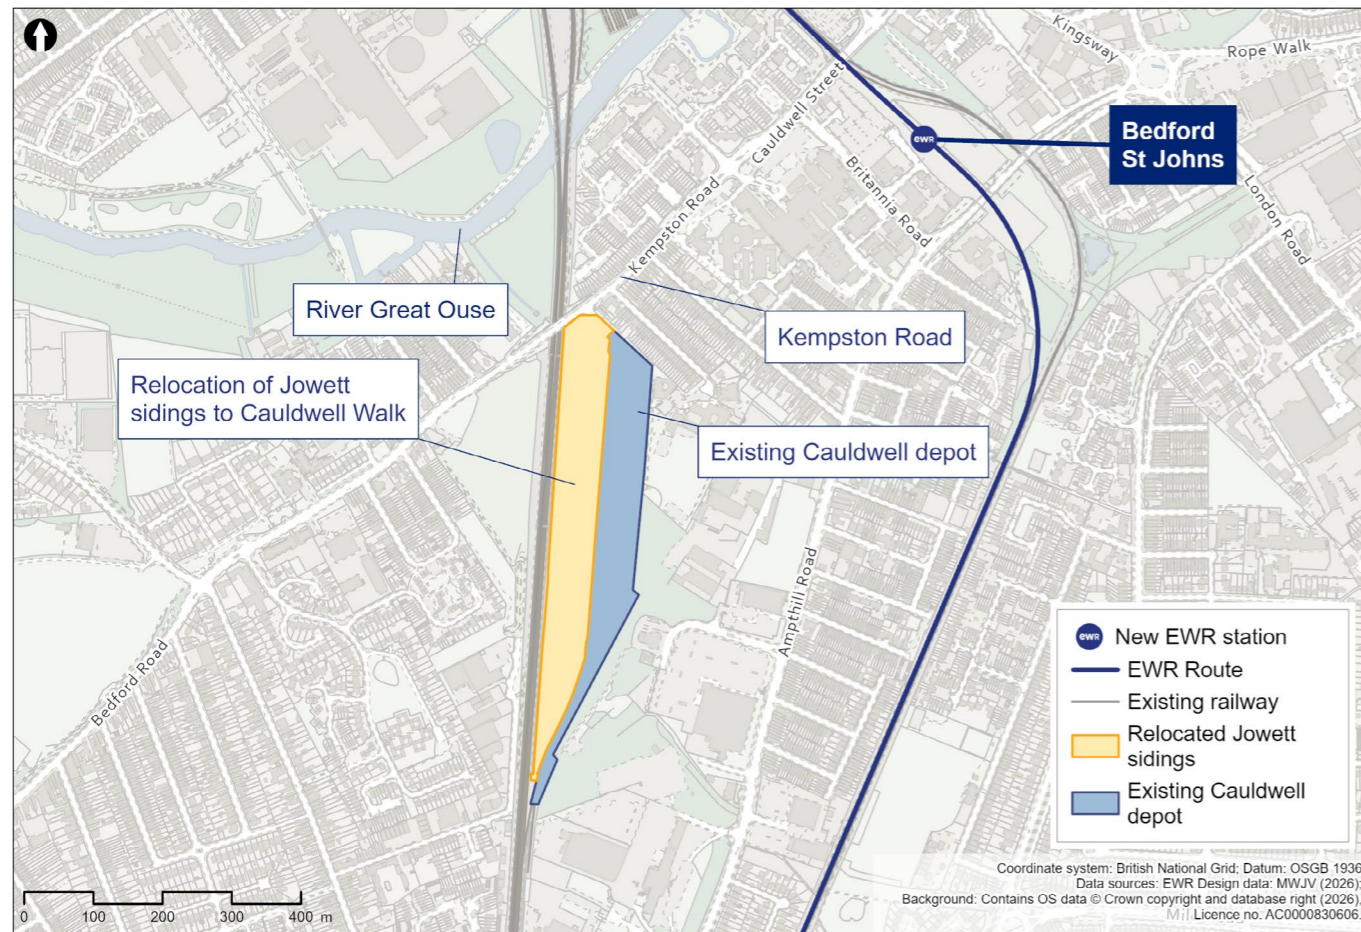 Kingsway
Rope Walk
Cauldwell Street
ewr
Bedford
St Johns
Britannia Road
London Road
Kempston Road
River Great Ouse
Kempston Road
Relocation of Jowett
sidings to Cauldwell Walk
Existing Cauldwell depot
Ampthill Road
Bedford Road
ewr
New EWR station
EWR Route
Existing railway
Relocated Jowett
sidings
Existing Cauldwell
depot
0 100 200 300 400 m
Coordinate system: British National Grid; Datum: OSGB 1936
Data sources: EWR Design data: MWJV (2026);
Background: Contains OS data © Crown copyright and database right (2026),
Licence no. AC0000830606.